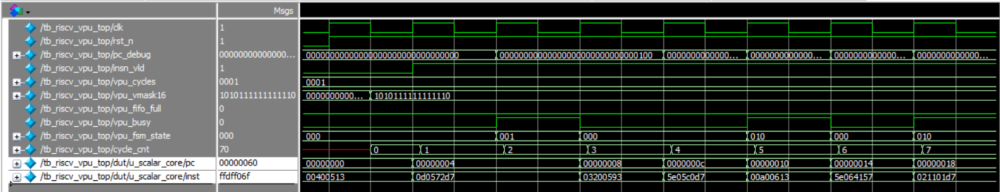 Msgs
/tb_riscv_vpu_top/clk 1
/tb_riscv_vpu_top/rst_n 1
/tb_riscv_vpu_top/pc_debug 00000000000000... 00000000000000000000000000000000 00000000000000000000000000000100 0000000000000... 0000000000000... 0000000000000... 0000000000000...
/tb_riscv_vpu_top/insn_vld 1
/tb_riscv_vpu_top/vpu_cycles 0001 0001
/tb_riscv_vpu_top/vpu_vmask16 1010111111111110 0000000000... 1010111111111110
/tb_riscv_vpu_top/vpu_fifo_full 0
/tb_riscv_vpu_top/vpu_busy 0
/tb_riscv_vpu_top/vpu_fsm_state 000 000 001 000 010 000 010
/tb_riscv_vpu_top/cycle_cnt 70 0 1 2 3 4 5 6 7
/tb_riscv_vpu_top/dut/u_scalar_core/pc 00000060 00000000 00000004 00000008 0000000c 00000010 00000014 00000018
/tb_riscv_vpu_top/dut/u_scalar_core/inst ffdff06f 00400513 0d0572d7 03200593 5e05c0d7 00a00613 5e064157 021101d7